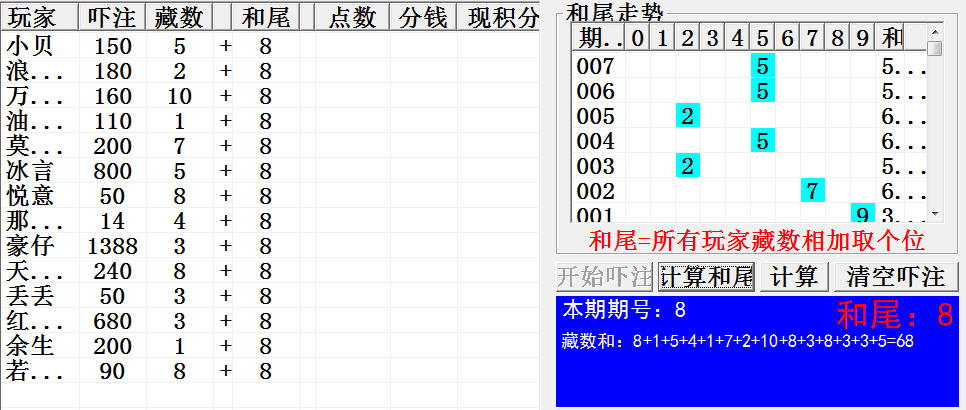 玩家 吓注 藏数 和尾 点数 分钱 现积分
小贝 150 5 + 8
浪... 180 2 + 8
万... 160 10 + 8
油... 110 1 + 8
莫... 200 7 + 8
冰言 800 5 + 8
悦意 50 8 + 8
那... 14 4 + 8
豪仔 1388 3 + 8
天... 240 8 + 8
丢丢 50 3 + 8
红... 680 3 + 8
余生 200 1 + 8
若... 90 8 + 8
和尾走势
期.. 0 1 2 3 4 5 6 7 8 9 和
007 5 5...
006 5 5...
005 2 6...
004 5 6...
003 2 6...
002 7 6...
001 9 3...
和尾=所有玩家藏数相加取个位
开始吓注 计算和尾 计算 清空吓注
本期期号：8 和尾：8
藏数和：8+1+5+4+1+7+2+10+8+3+8+3+3+5=68